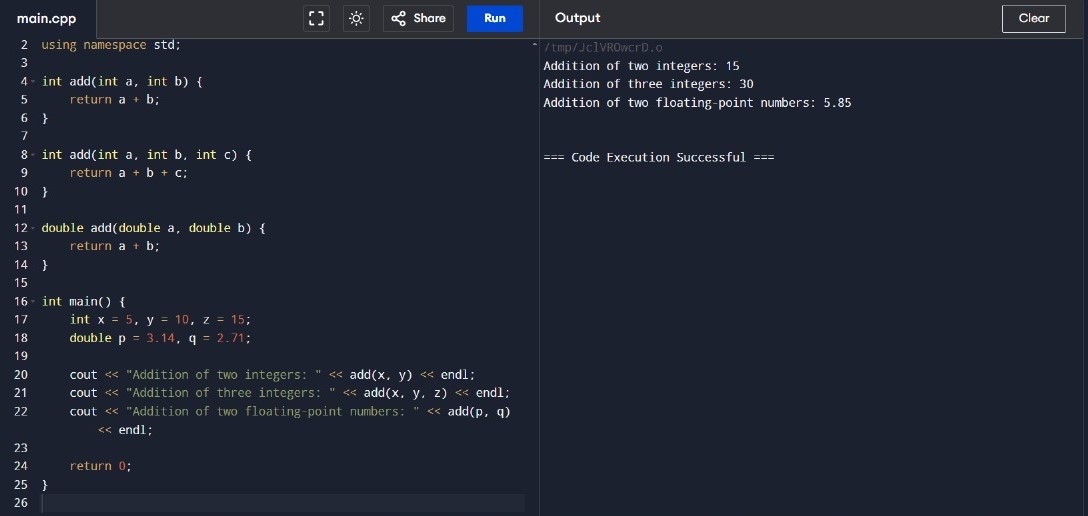 main.cpp
Share
Run
Output
Clear
2 using namespace std;
3
4 int add(int a, int b) {
5     return a + b;
6 }
7
8 int add(int a, int b, int c) {
9     return a + b + c;
10 }
11
12 double add(double a, double b) {
13     return a + b;
14 }
15
16 int main() {
17     int x = 5, y = 10, z = 15;
18     double p = 3.14, q = 2.71;
19
20     cout << "Addition of two integers: " << add(x, y) << endl;
21     cout << "Addition of three integers: " << add(x, y, z) << endl;
22     cout << "Addition of two floating-point numbers: " << add(p, q)
        << endl;
23
24     return 0;
25 }
26
/tmp/JclVROwcrD.o
Addition of two integers: 15
Addition of three integers: 30
Addition of two floating-point numbers: 5.85
=== Code Execution Successful ===